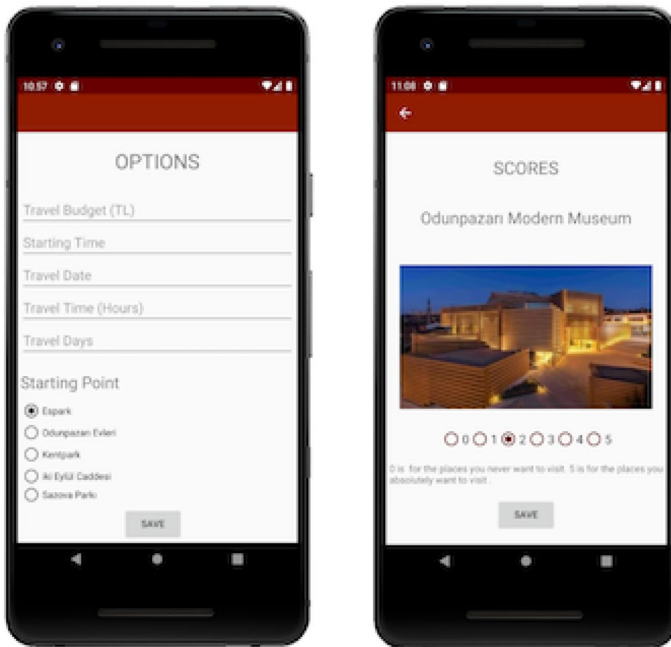 10:57
OPTIONS
Travel Budget (TL)
Starting Time
Travel Date
Travel Time (Hours)
Travel Days
Starting Point
Espark
Odunpazarı Evleri
Kentpark
İki Eylül Caddesi
Sazova Parkı
SAVE
11:08
SCORES
Odunpazarı Modern Museum
0 1 2 3 4 5
0 is for the places you never want to visit. 5 is for the places you
absolutely want to visit .
SAVE